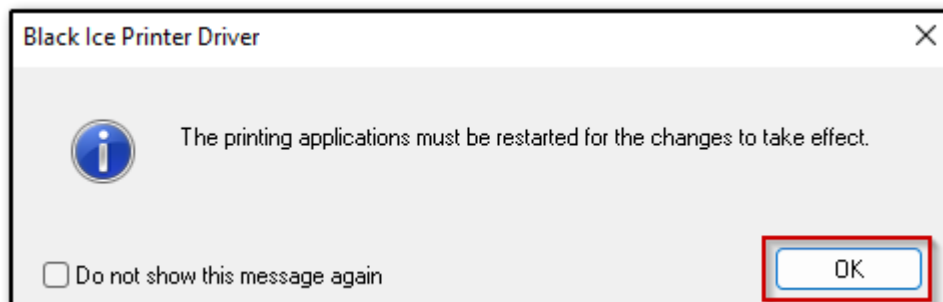 Black Ice Printer Driver
The printing applications must be restarted for the changes to take effect.
Do not show this message again
OK